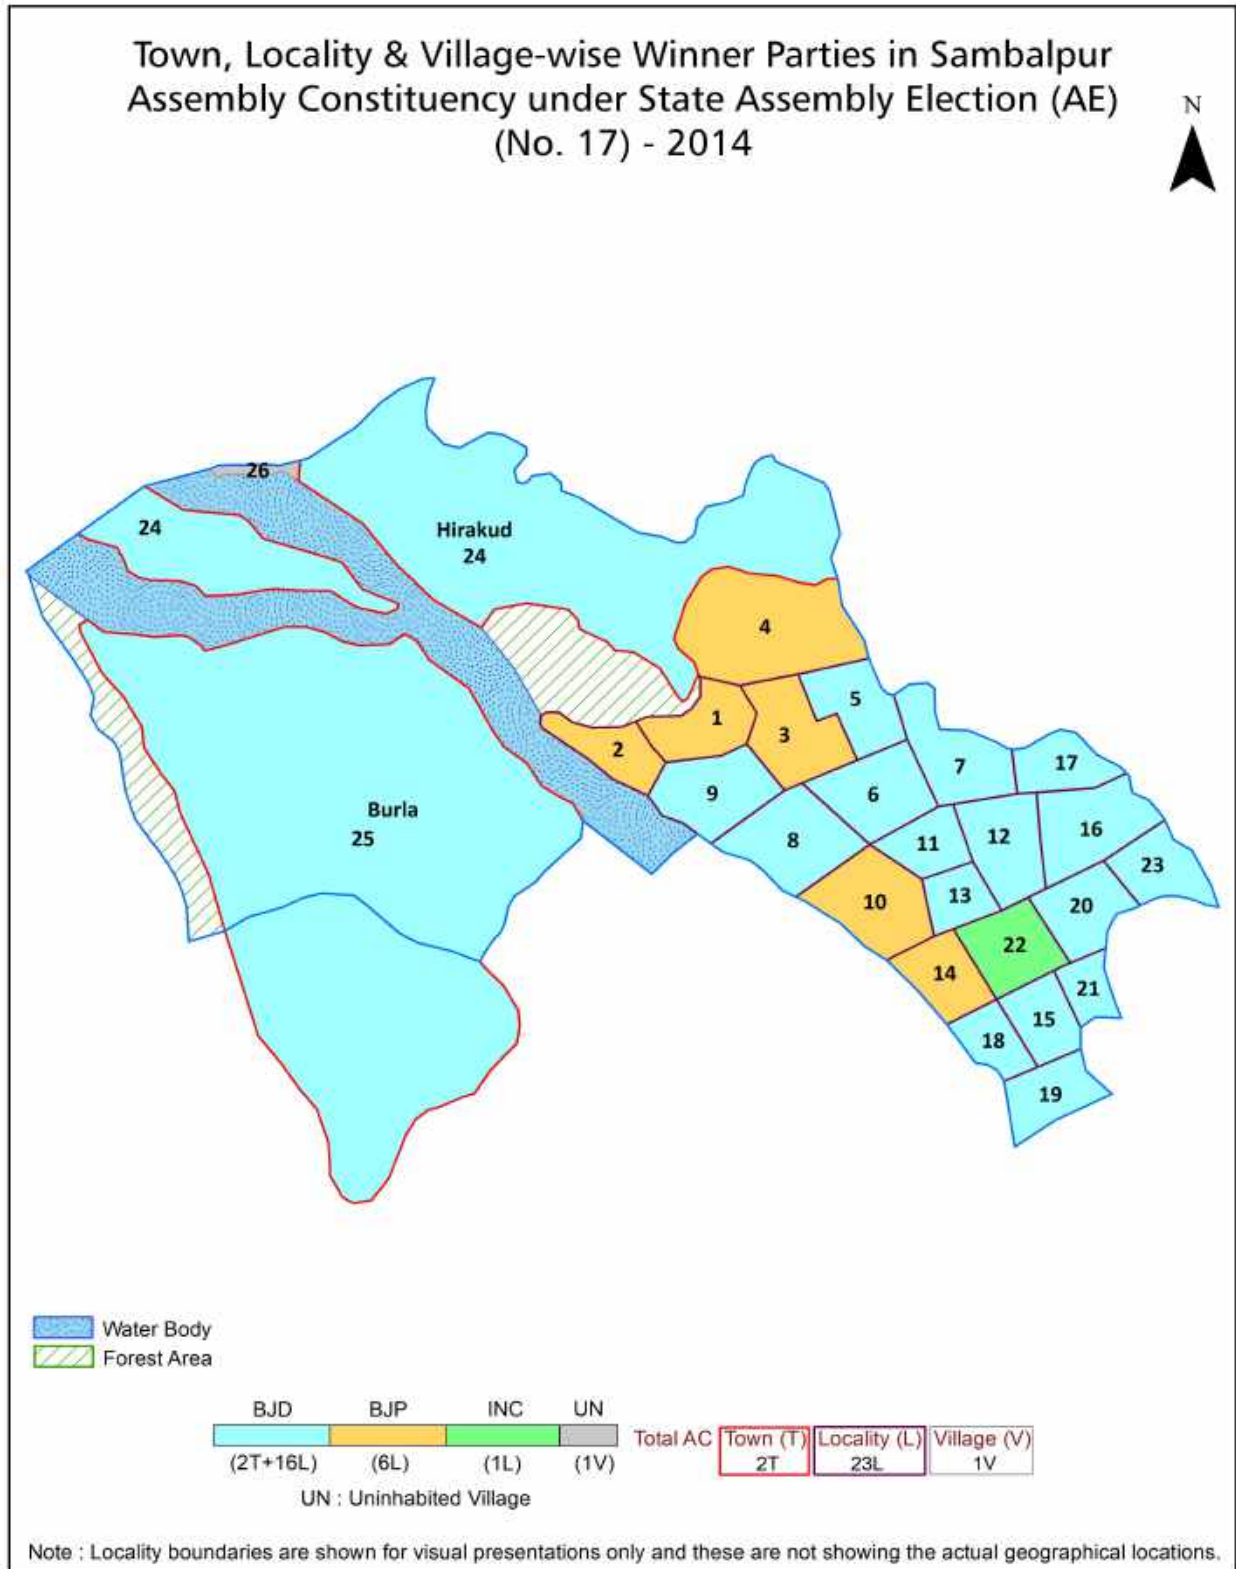 Town, Locality & Village-wise Winner Parties in Sambalpur
Assembly Constituency under State Assembly Election (AE)
(No. 17) - 2014
N
26
24
Hirakud
24
4
5
1
3
2
7
17
9
6
Burla
25
8
11
12
16
23
10
13
20
22
14
21
15
18
19
Water Body
Forest Area
BJD BJP INC UN
Total AC Town (T) Locality (L) Village (V)
2T 23L 1V
(2T+16L) (6L) (1L) (1V)
UN : Uninhabited Village
Note : Locality boundaries are shown for visual presentations only and these are not showing the actual geographical locations.